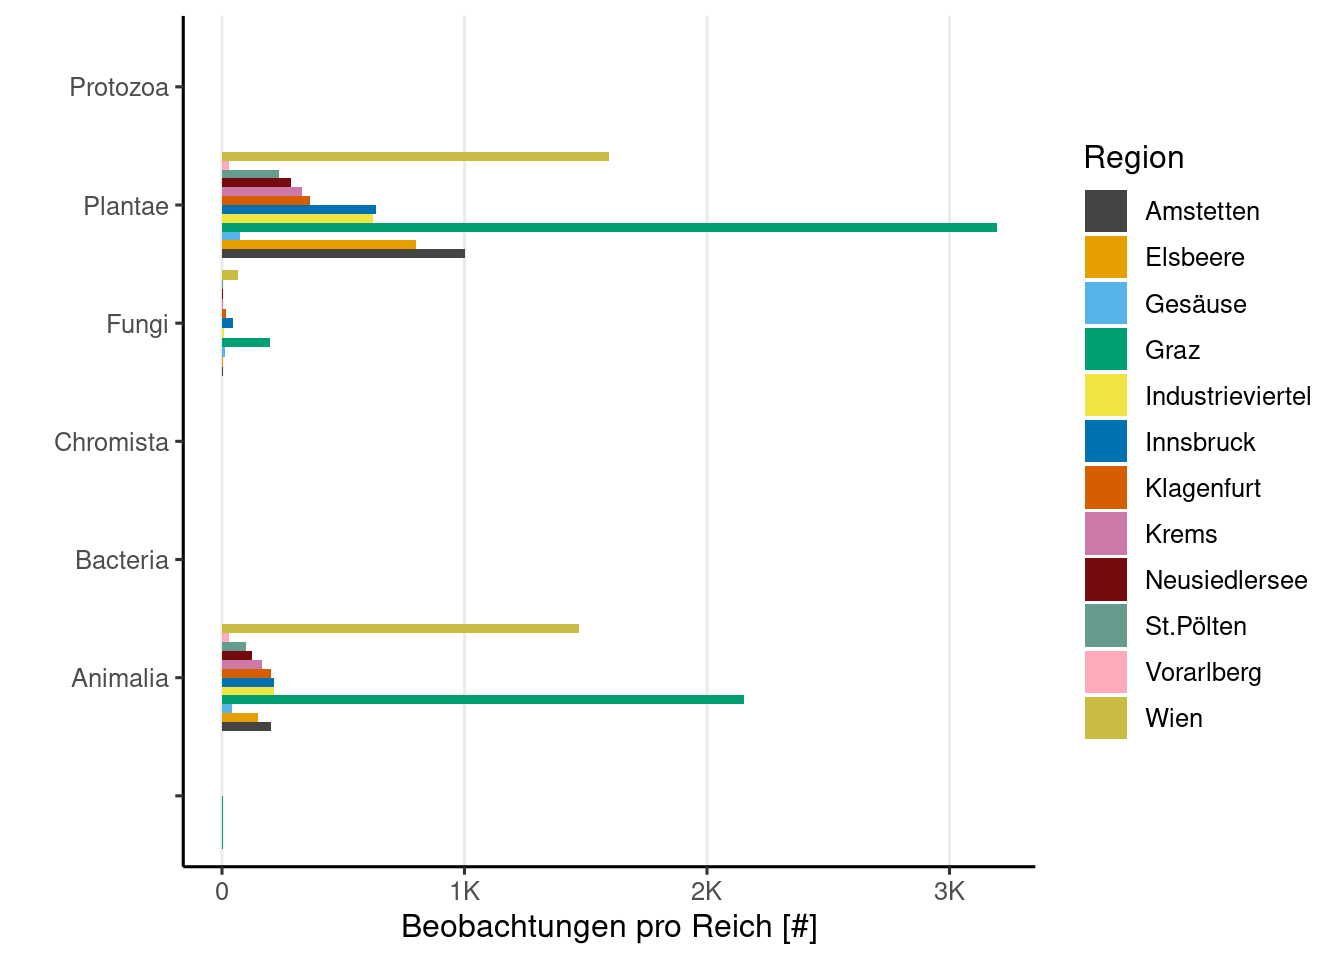 Protozoa
Plantae
Fungi
Chromista
Bacteria
Animalia
0 1K 2K 3K
Beobachtungen pro Reich [#]
Region
Amstetten
Elsbeere
Gesäuse
Graz
Industrieviertel
Innsbruck
Klagenfurt
Krems
Neusiedlersee
St.Pölten
Vorarlberg
Wien